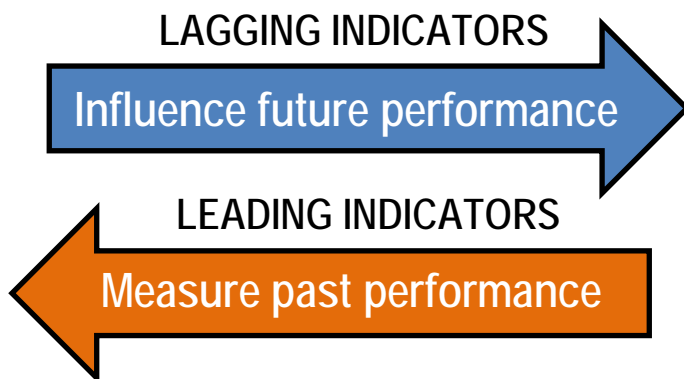 LAGGING INDICATORS
Influence future performance
LEADING INDICATORS
Measure past performance